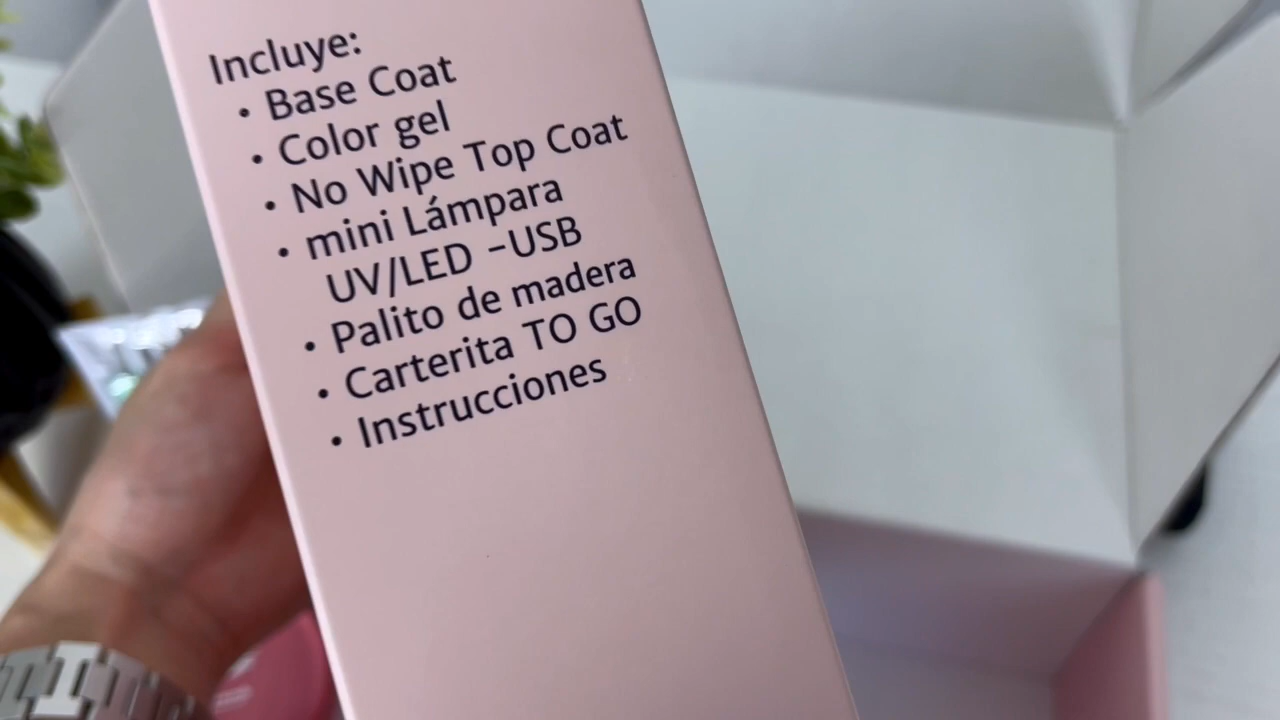 Incluye:
• Base Coat
• Color gel
• No Wipe Top Coat
• mini Lámpara
UV/LED -USB
• Palito de madera
• Carterita TO GO
• Instrucciones